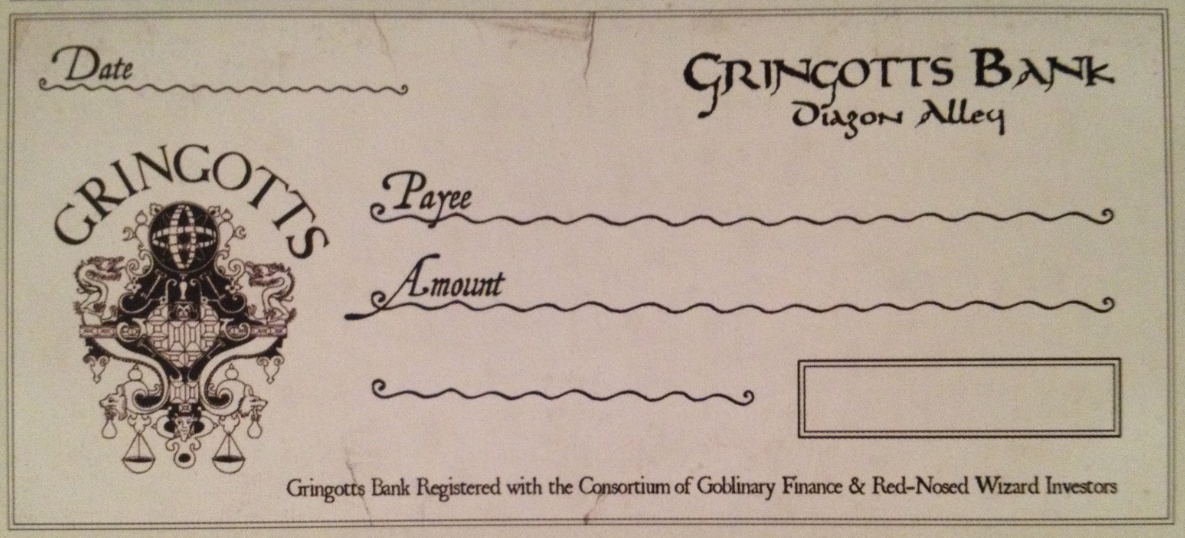 Date
GRINGOTTS BANK
Diagon Alley
GRINGOTTS
Payee
Amount
Gringotts Bank Registered with the Consortium of Goblinary Finance & Red-Nosed Wizard Investors